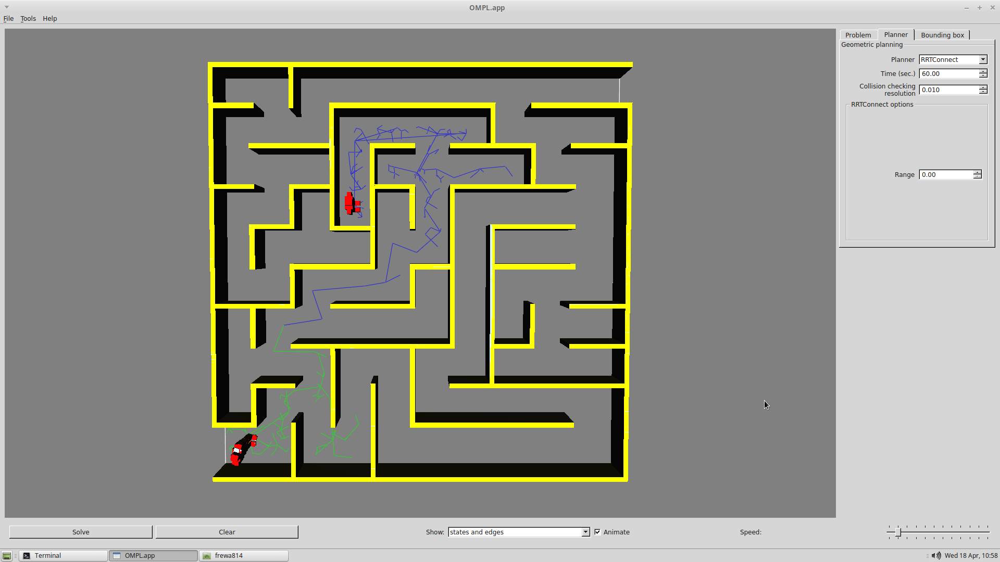 OMPL.app
File Tools Help
Problem Planner Bounding box
Geometric planning
Planner RRTConnect
Time (sec.) 60.00
Collision checking
resolution 0.010
RRTConnect options
Range 0.00
Solve Clear Show: states and edges Animate Speed:
Terminal OMPL.app frewa814 Wed 18 Apr, 10:58